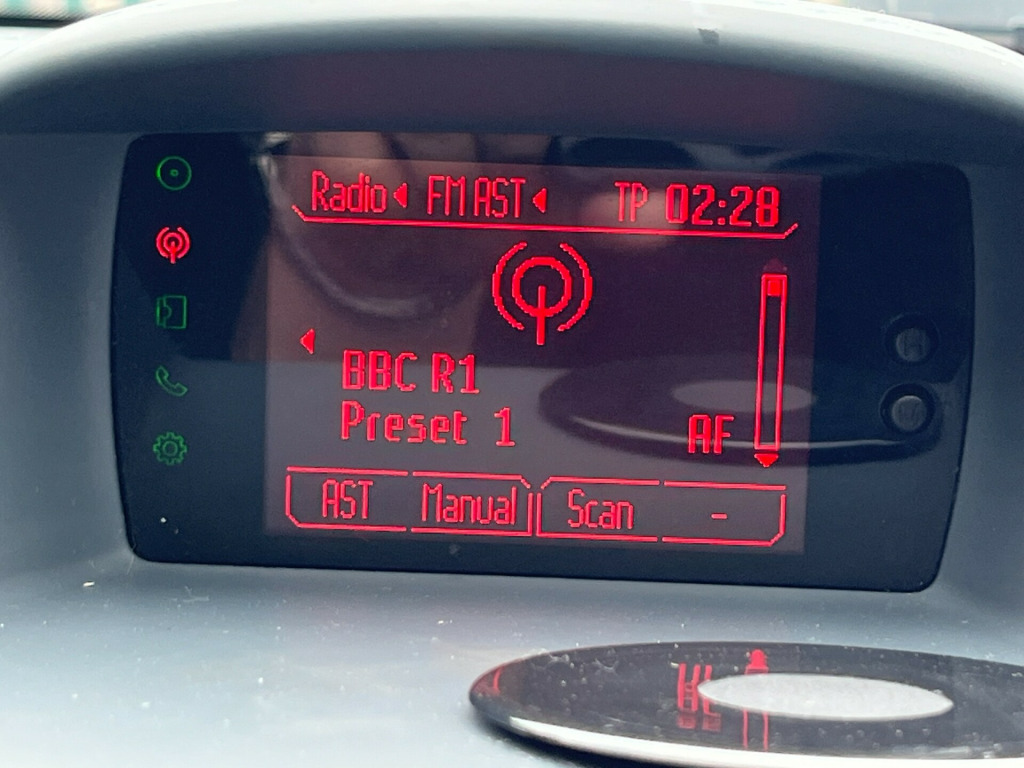 Radio FM AST TP 02:28
BBC R1
Preset 1 AF
AST Manual Scan -